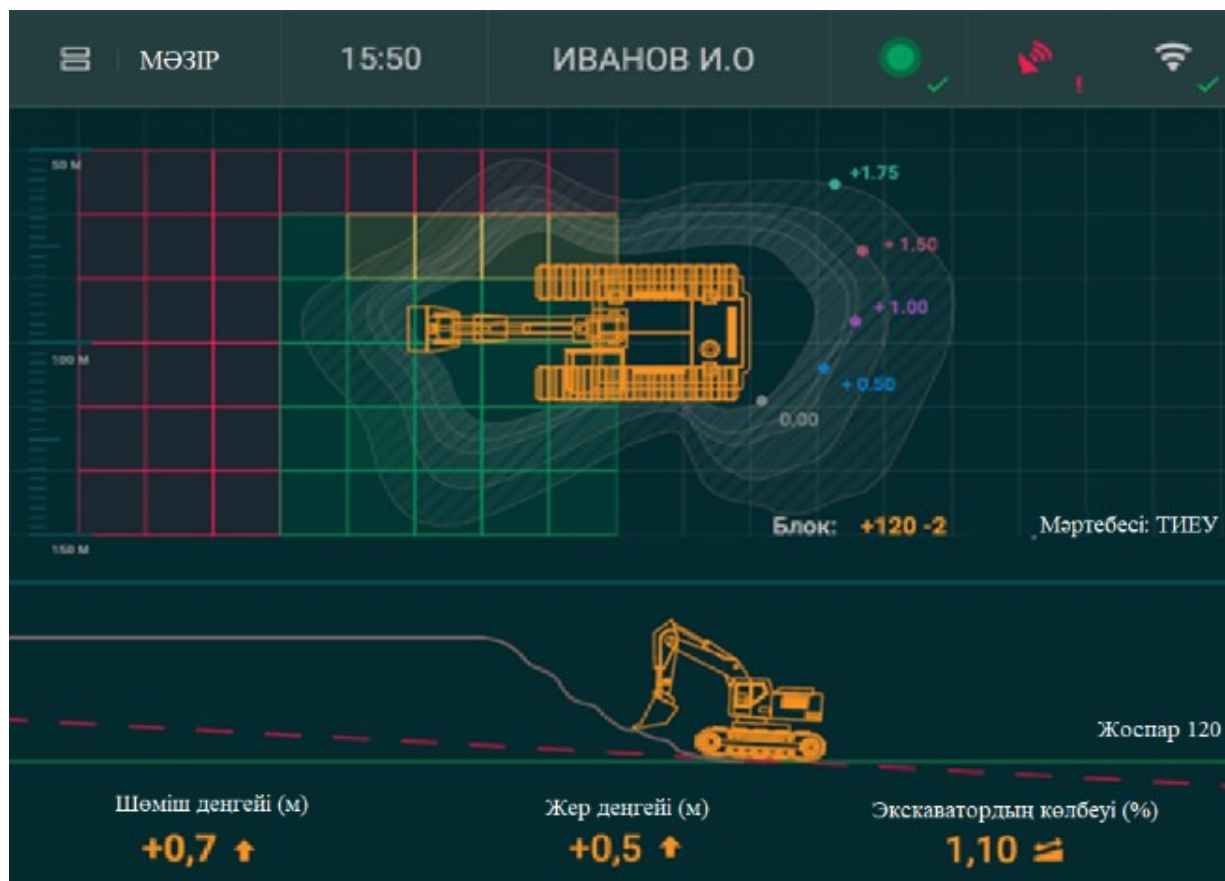 МӘЗІР 15:50 ИВАНОВ И.О
50 М
+1.75
+ 1.50
+ 1.00
100 М
+ 0.50
0,00
Блок: +120 -2 Мәртебесі: ТИЕУ
150 М
Жоспар 120
Шөміш деңгейі (м) Жер деңгейі (м) Экскаватордың көлбеуі (%)
+0,7 +0,5 1,10